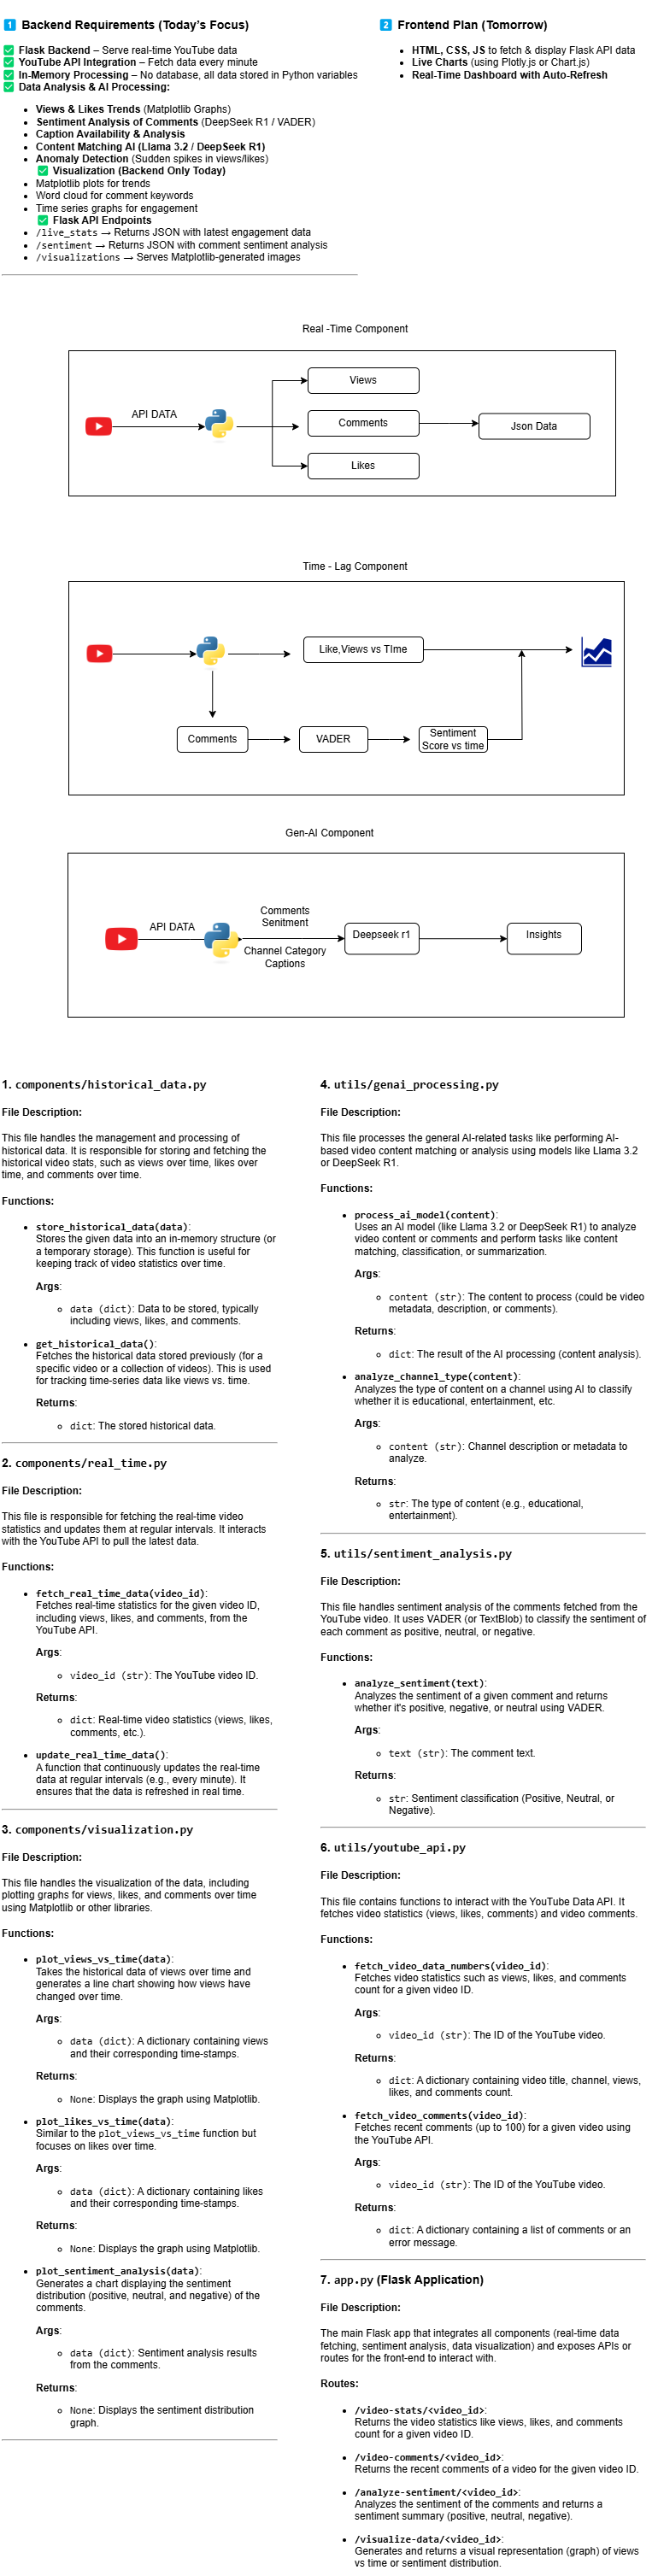 1 Backend Requirements (Today's Focus)
✅ Flask Backend – Serve real-time YouTube data
✅ YouTube API Integration – Fetch data every minute
✅ In-Memory Processing – No database, all data stored in Python variables
✅ Data Analysis & AI Processing:
• Views & Likes Trends (Matplotlib Graphs)
• Sentiment Analysis of Comments (DeepSeek R1 / VADER)
• Caption Availability & Analysis
• Content Matching AI (Llama 3.2 / DeepSeek R1)
• Anomaly Detection (Sudden spikes in views/likes)
✅ Visualization (Backend Only Today)
• Matplotlib plots for trends
• Word cloud for comment keywords
• Time series graphs for engagement
✅ Flask API Endpoints
• /live_stats → Returns JSON with latest engagement data
• /sentiment → Returns JSON with comment sentiment analysis
• /visualizations → Serves Matplotlib-generated images
2 Frontend Plan (Tomorrow)
• HTML, CSS, JS to fetch & display Flask API data
• Live Charts (using Plotly.js or Chart.js)
• Real-Time Dashboard with Auto-Refresh
Real -Time Component
API DATA
Views
Comments
Likes
Json Data
Time - Lag Component
Like,Views vs TIme
Comments
VADER
Sentiment
Score vs time
Gen-AI Component
API DATA
Comments
Senitment
Channel Category
Captions
Deepseek r1
Insights
1. components/historical_data.py
File Description:
This file handles the management and processing of
historical data. It is responsible for storing and fetching the
historical video stats, such as views over time, likes over
time, and comments over time.
Functions:
• store_historical_data(data):
Stores the given data into an in-memory structure (or
a temporary storage). This function is useful for
keeping track of video statistics over time.
Args:
◦ data (dict): Data to be stored, typically
including views, likes, and comments.
• get_historical_data():
Fetches the historical data stored previously (for a
specific video or a collection of videos). This is used
for tracking time-series data like views vs. time.
Returns:
◦ dict: The stored historical data.
2. components/real_time.py
File Description:
This file is responsible for fetching the real-time video
statistics and updates them at regular intervals. It interacts
with the YouTube API to pull the latest data.
Functions:
• fetch_real_time_data(video_id):
Fetches real-time statistics for the given video ID,
including views, likes, and comments, from the
YouTube API.
Args:
◦ video_id (str): The YouTube video ID.
Returns:
◦ dict: Real-time video statistics (views, likes,
comments, etc.).
• update_real_time_data():
A function that continuously updates the real-time
data at regular intervals (e.g., every minute). It
ensures that the data is refreshed in real time.
3. components/visualization.py
File Description:
This file handles the visualization of the data, including
plotting graphs for views, likes, and comments over time
using Matplotlib or other libraries.
Functions:
• plot_views_vs_time(data):
Takes the historical data of views over time and
generates a line chart showing how views have
changed over time.
Args:
◦ data (dict): A dictionary containing views
and their corresponding time-stamps.
Returns:
◦ None: Displays the graph using Matplotlib.
• plot_likes_vs_time(data):
Similar to the plot_views_vs_time function but
focuses on likes over time.
Args:
◦ data (dict): A dictionary containing likes
and their corresponding time-stamps.
Returns:
◦ None: Displays the graph using Matplotlib.
• plot_sentiment_analysis(data):
Generates a chart displaying the sentiment
distribution (positive, neutral, and negative) of the
comments.
Args:
◦ data (dict): Sentiment analysis results
from the comments.
Returns:
◦ None: Displays the sentiment distribution
graph.
4. utils/genai_processing.py
File Description:
This file processes the general AI-related tasks like performing AI-
based video content matching or analysis using models like Llama 3.2
or DeepSeek R1.
Functions:
• process_ai_model(content):
Uses an AI model (like Llama 3.2 or DeepSeek R1) to analyze
video content or comments and perform tasks like content
matching, classification, or summarization.
Args:
◦ content (str): The content to process (could be video
metadata, description, or comments).
Returns:
◦ dict: The result of the AI processing (content analysis).
• analyze_channel_type(content):
Analyzes the type of content on a channel using AI to classify
whether it is educational, entertainment, etc.
Args:
◦ content (str): Channel description or metadata to
analyze.
Returns:
◦ str: The type of content (e.g., educational,
entertainment).
5. utils/sentiment_analysis.py
File Description:
This file handles sentiment analysis of the comments fetched from the
YouTube video. It uses VADER (or TextBlob) to classify the sentiment of
each comment as positive, neutral, or negative.
Functions:
• analyze_sentiment(text):
Analyzes the sentiment of a given comment and returns
whether it's positive, negative, or neutral using VADER.
Args:
◦ text (str): The comment text.
Returns:
◦ str: Sentiment classification (Positive, Neutral, or
Negative).
6. utils/youtube_api.py
File Description:
This file contains functions to interact with the YouTube Data API. It
fetches video statistics (views, likes, comments) and video comments.
Functions:
• fetch_video_data_numbers(video_id):
Fetches video statistics such as views, likes, and comments
count for a given video ID.
Args:
◦ video_id (str): The ID of the YouTube video.
Returns:
◦ dict: A dictionary containing video title, channel, views,
likes, and comments count.
• fetch_video_comments(video_id):
Fetches recent comments (up to 100) for a given video using
the YouTube API.
Args:
◦ video_id (str): The ID of the YouTube video.
Returns:
◦ dict: A dictionary containing a list of comments or an
error message.
7. app.py (Flask Application)
File Description:
The main Flask app that integrates all components (real-time data
fetching, sentiment analysis, data visualization) and exposes APIs or
routes for the front-end to interact with.
Routes:
• /video-stats/<video_id>:
Returns the video statistics like views, likes, and comments
count for a given video ID.
• /video-comments/<video_id>:
Returns the recent comments of a video for the given video ID.
• /analyze-sentiment/<video_id>:
Analyzes the sentiment of the comments and returns a
sentiment summary (positive, neutral, negative).
• /visualize-data/<video_id>:
Generates and returns a visual representation (graph) of views
vs time or sentiment distribution.